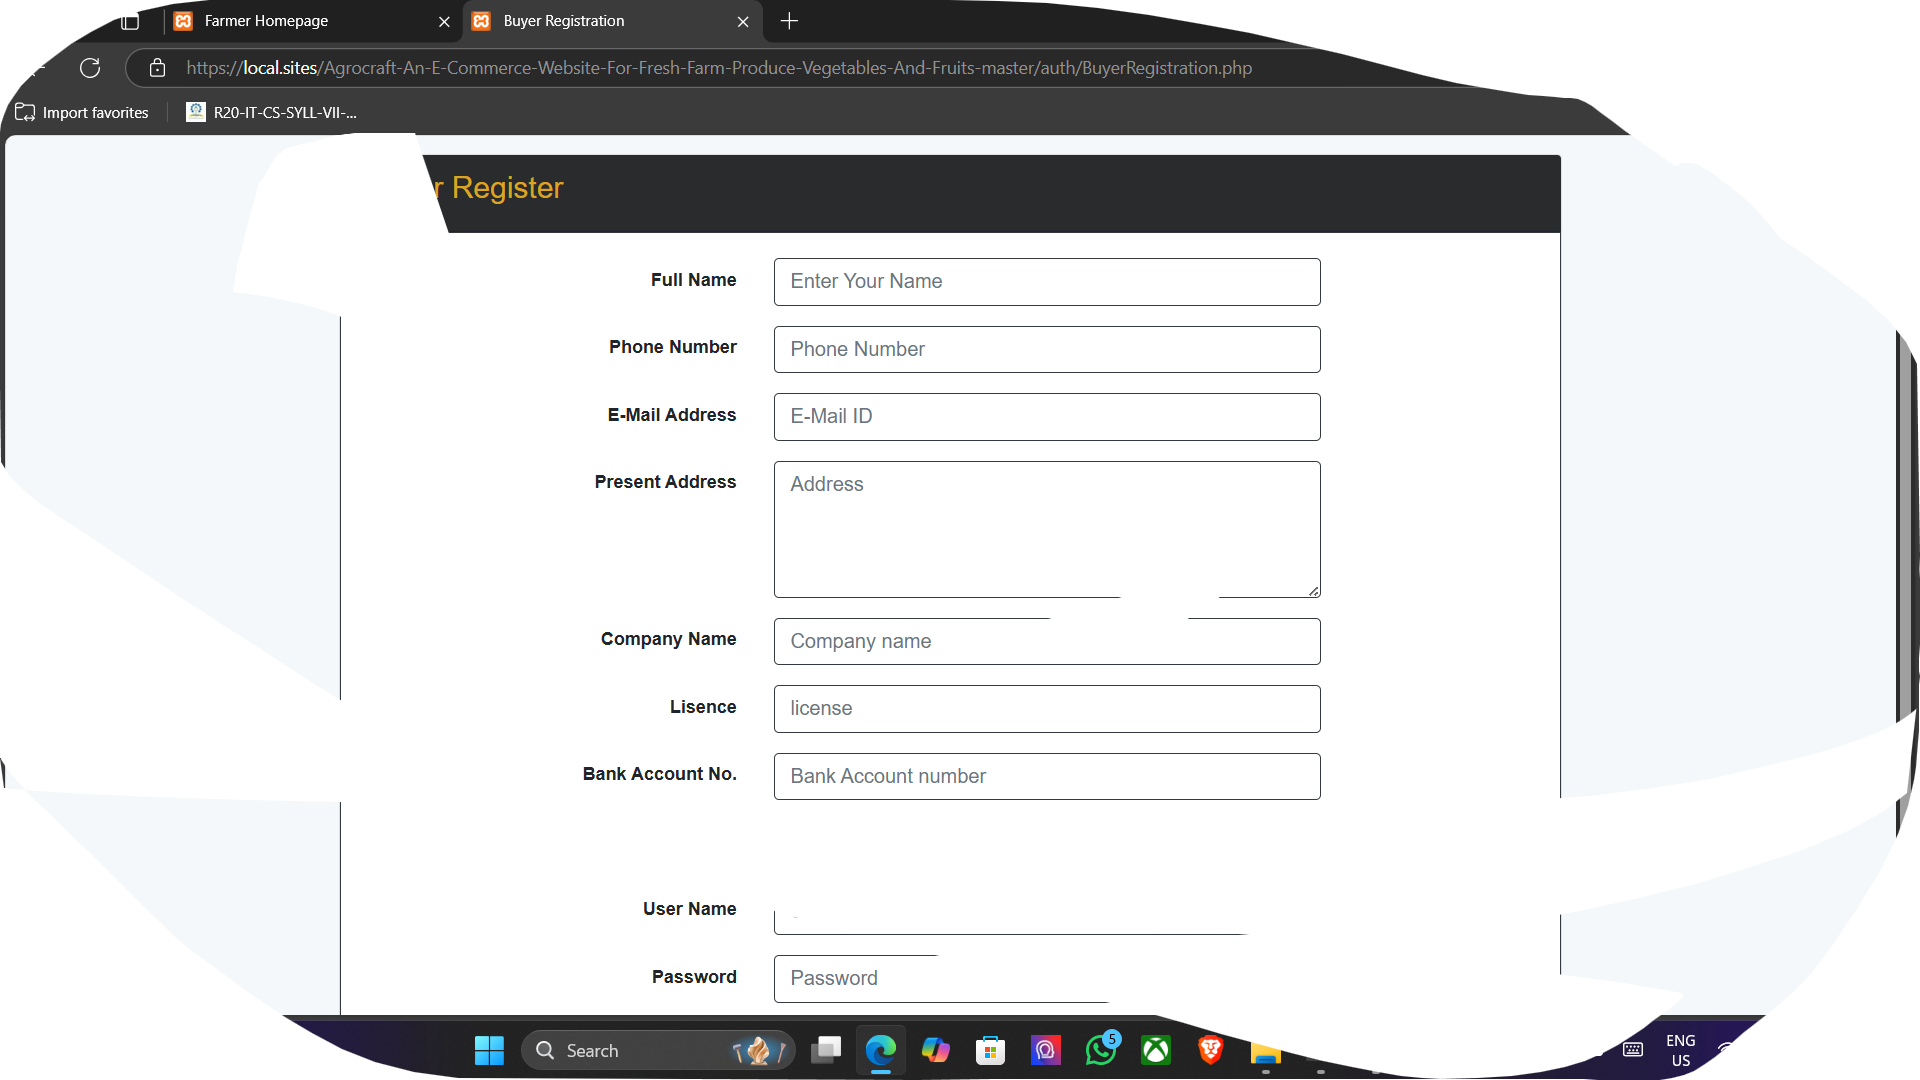 Farmer Homepage
Buyer Registration
https://local.sites/Agrocraft-An-E-Commerce-Website-For-Fresh-Farm-Produce-Vegetables-And-Fruits-master/auth/BuyerRegistration.php
Import favorites
R20-IT-CS-SYLL-VII-...
r Register
Full Name
Enter Your Name
Phone Number
Phone Number
E-Mail Address
E-Mail ID
Present Address
Address
Company Name
Company name
Lisence
license
Bank Account No.
Bank Account number
User Name
Password
Password
Search
5
ENG
US